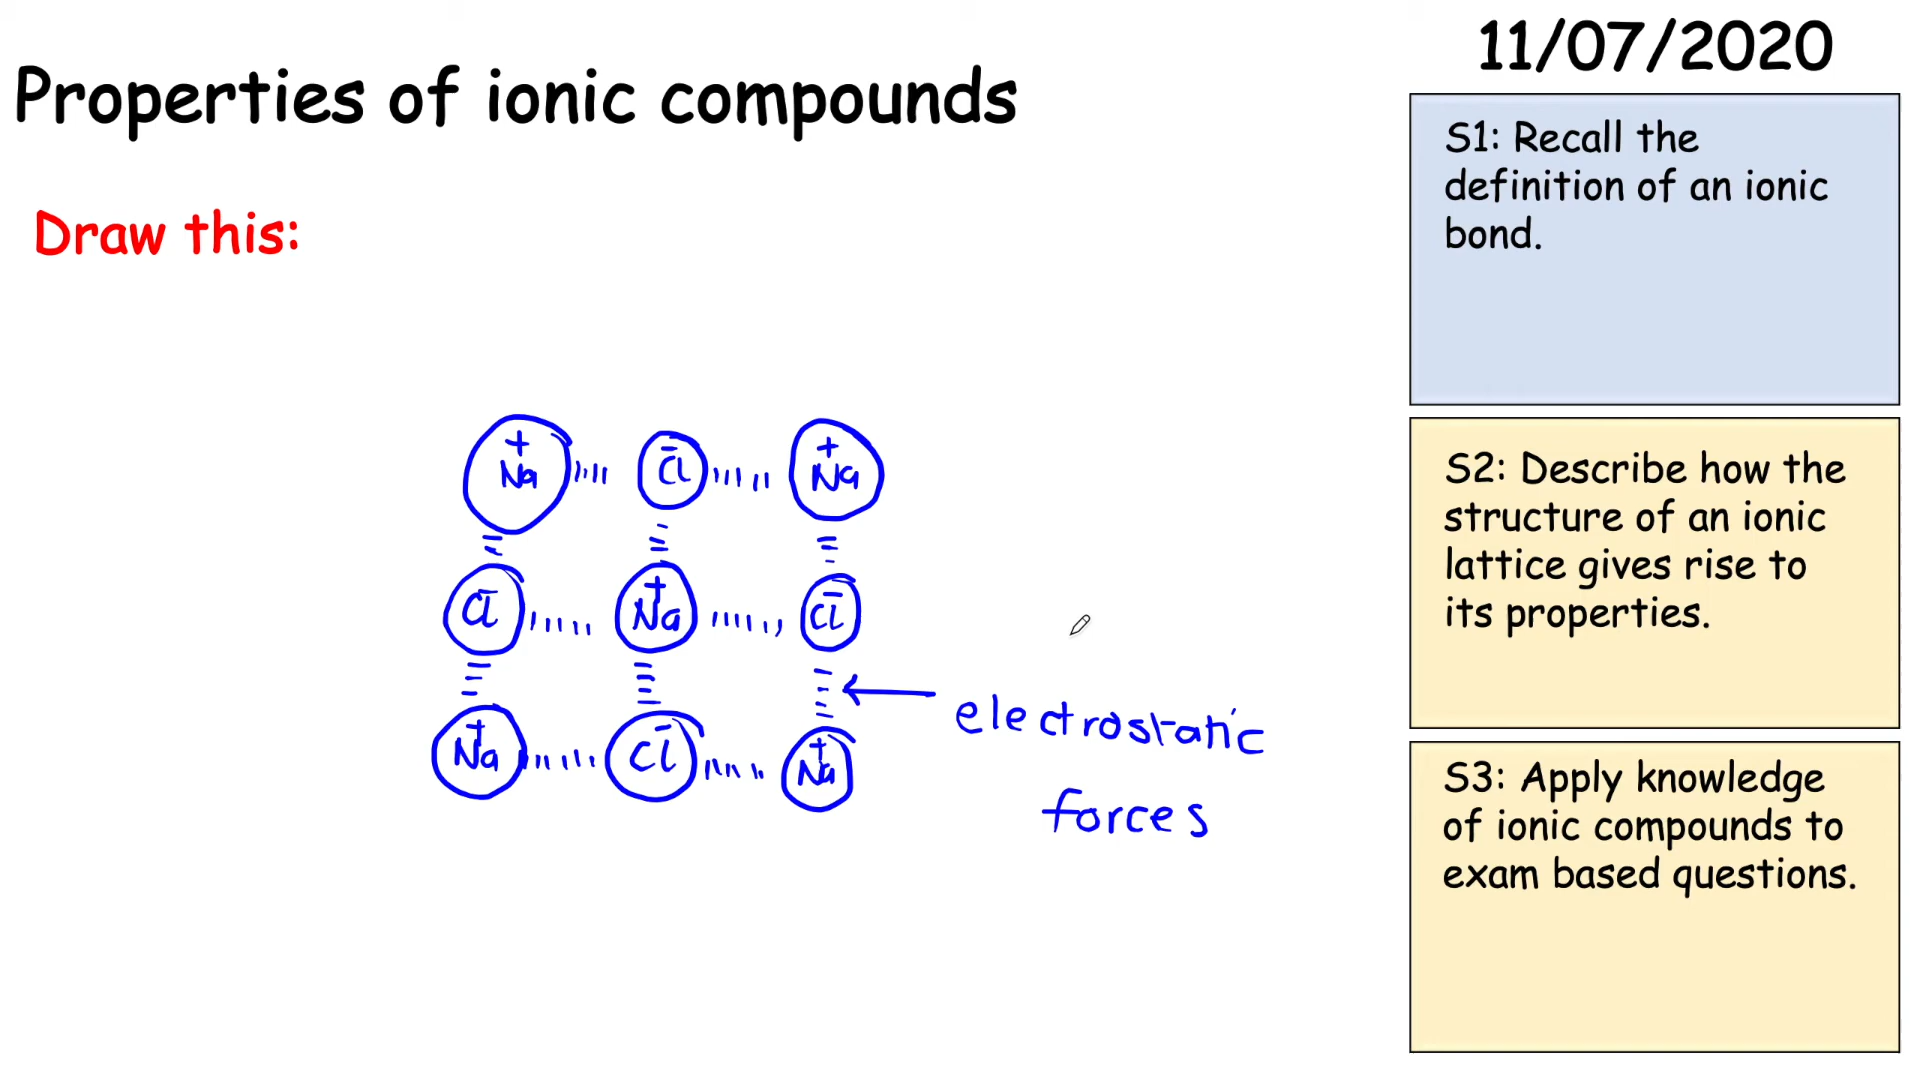 11/07/2020
Properties of ionic compounds
Draw this:
+ - +
Na Cl Na
- + -
Cl Na Cl
+ - +
Na Cl Na
electrostatic
forces
S1: Recall the
definition of an ionic
bond.
S2: Describe how the
structure of an ionic
lattice gives rise to
its properties.
S3: Apply knowledge
of ionic compounds to
exam based questions.